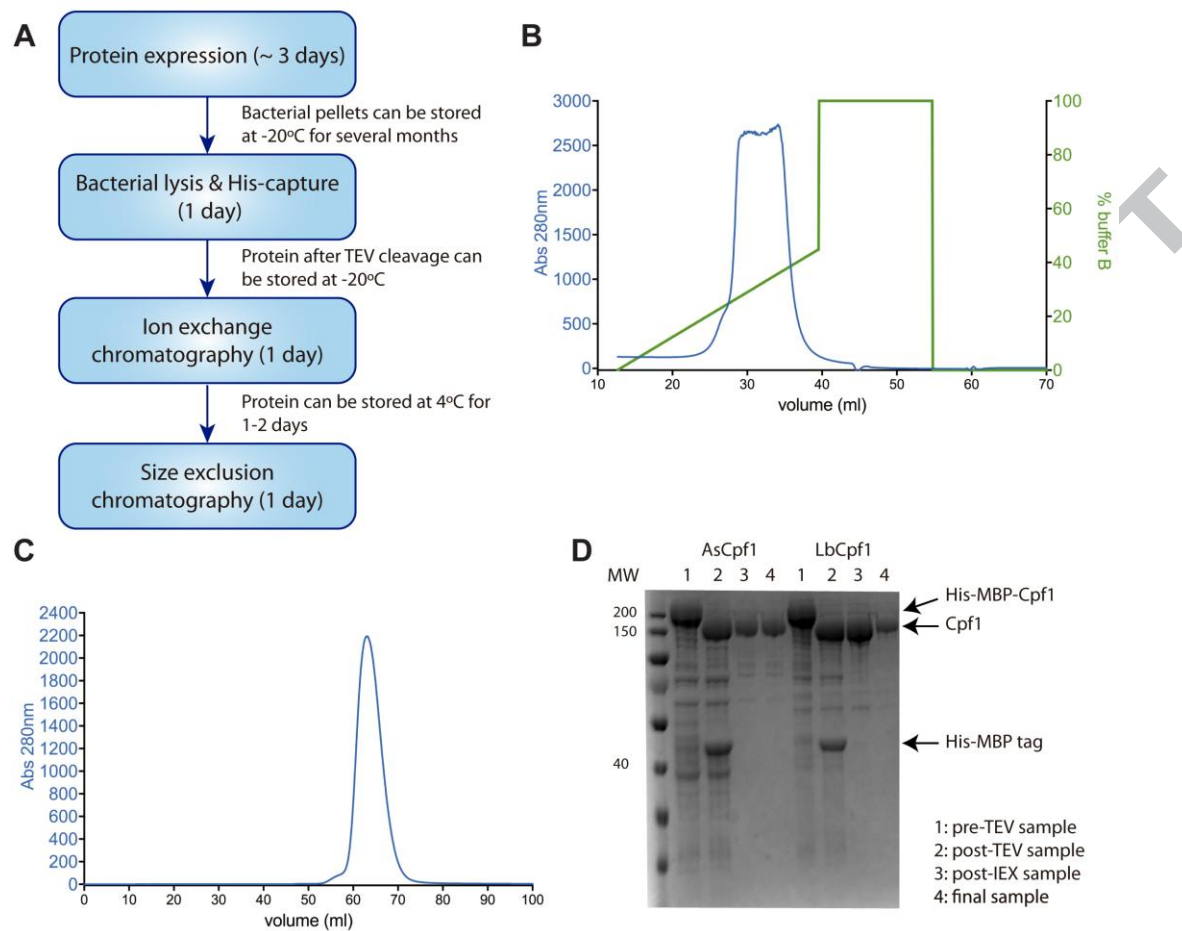 A
Protein expression (~ 3 days)
Bacterial pellets can be stored
at -20ºC for several months
Bacterial lysis & His-capture
(1 day)
Protein after TEV cleavage can
be stored at -20ºC
Ion exchange
chromatography (1 day)
Protein can be stored at 4ºC for
1-2 days
Size exclusion
chromatography (1 day)
B
Abs 280nm
3000
2500
2000
1500
1000
500
0
10 20 30 40 50 60 70
volume (ml)
100
80
60
40
20
0
% buffer B
T
C
Abs 280nm
2400
2200
2000
1800
1600
1400
1200
1000
800
600
400
200
0
0 10 20 30 40 50 60 70 80 90 100
volume (ml)
D
AsCpf1 LbCpf1
MW 1 2 3 4 1 2 3 4
200
150
40
His-MBP-Cpf1
Cpf1
His-MBP tag
1: pre-TEV sample
2: post-TEV sample
3: post-IEX sample
4: final sample